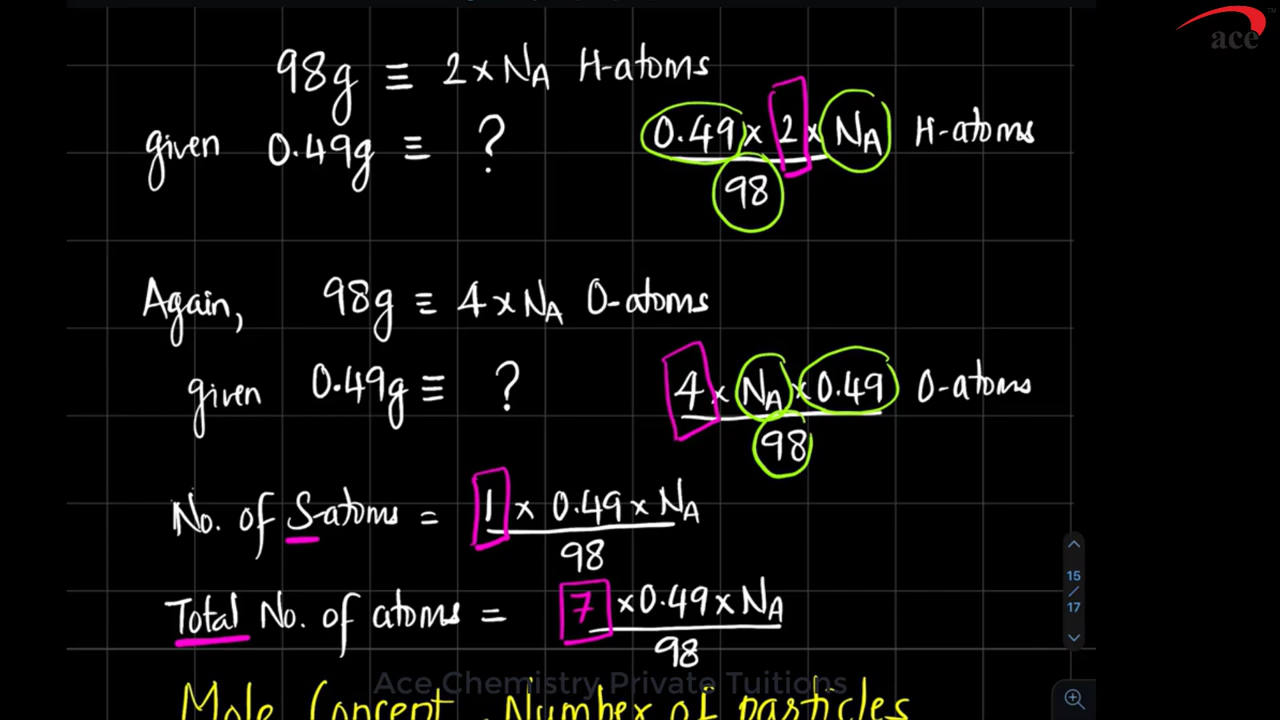 ace™
98g ≡ 2 x NA H-atoms
given 0.49g ≡ ?
0.49 x 2 x NA H-atoms
98
Again, 98g ≡ 4 x NA O-atoms
given 0.49g ≡ ?
4 x NA x 0.49 O-atoms
98
No. of S-atoms = 1 x 0.49 x NA
98
Total No. of atoms = 7 x 0.49 x NA
98
15
/
17
Ace Chemistry Private Tuitions
Mole Concept, Number of particles